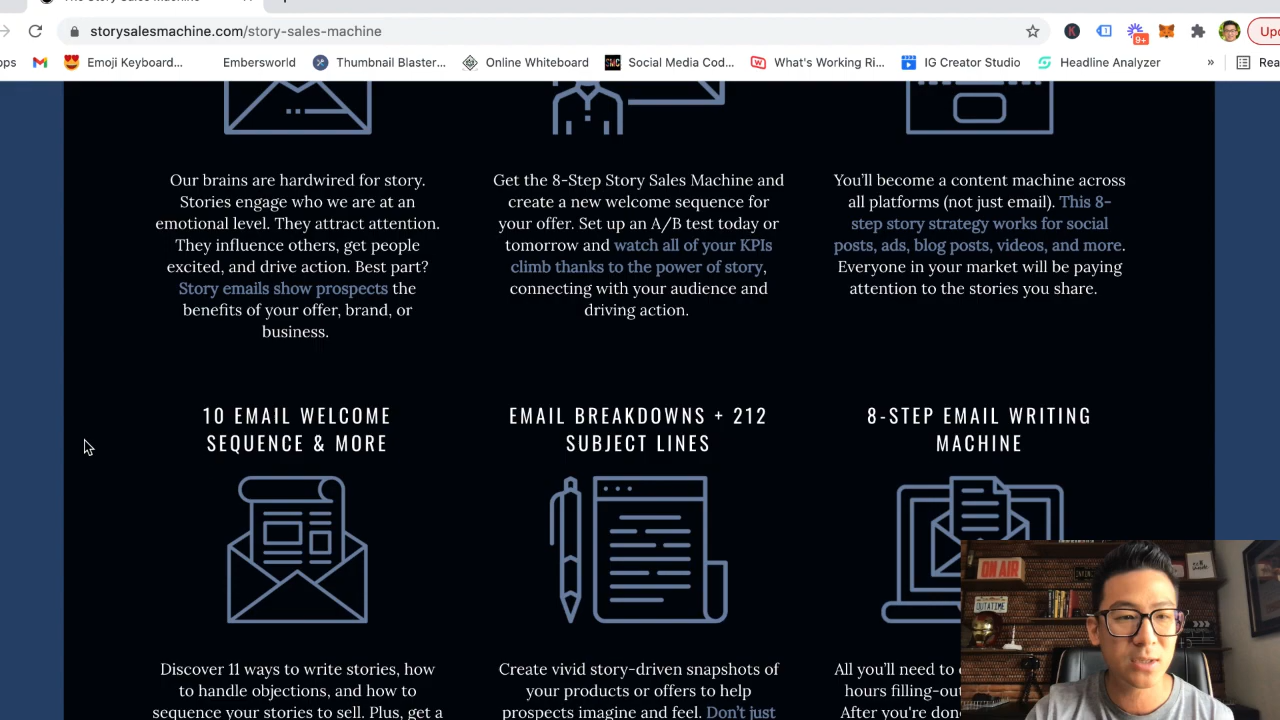 The Story Sales Machine
storysalesmachine.com/story-sales-machine
9+
Upd
ops
Emoji Keyboard...
Embersworld
Thumbnail Blaster...
Online Whiteboard
SMC
Social Media Cod...
What's Working Ri...
IG Creator Studio
Headline Analyzer
»
Rea
Our brains are hardwired for story.
Stories engage who we are at an
emotional level. They attract attention.
They influence others, get people
excited, and drive action. Best part?
Story emails show prospects the
benefits of your offer, brand, or
business.
Get the 8-Step Story Sales Machine and
create a new welcome sequence for
your offer. Set up an A/B test today or
tomorrow and watch all of your KPIs
climb thanks to the power of story,
connecting with your audience and
driving action.
You'll become a content machine across
all platforms (not just email). This 8-
step story strategy works for social
posts, ads, blog posts, videos, and more.
Everyone in your market will be paying
attention to the stories you share.
10 EMAIL WELCOME
SEQUENCE & MORE
EMAIL BREAKDOWNS + 212
SUBJECT LINES
8-STEP EMAIL WRITING
MACHINE
Discover 11 ways to write stories, how
to handle objections, and how to
sequence your stories to sell. Plus, get a
Create vivid story-driven snapshots of
your products or offers to help
prospects imagine and feel. Don't just
All you'll need to
hours filling-out
After you're don
ON AIR
OUTATIME